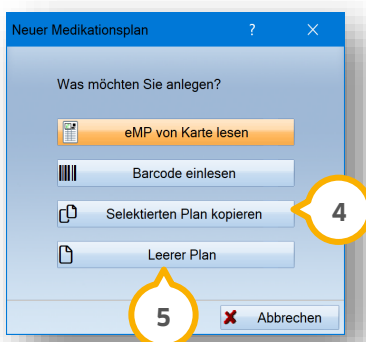 Neuer Medikationsplan ? ×
Was möchten Sie anlegen?
eMP von Karte lesen
Barcode einlesen
Selektierten Plan kopieren
4
Leerer Plan
5
Abbrechen